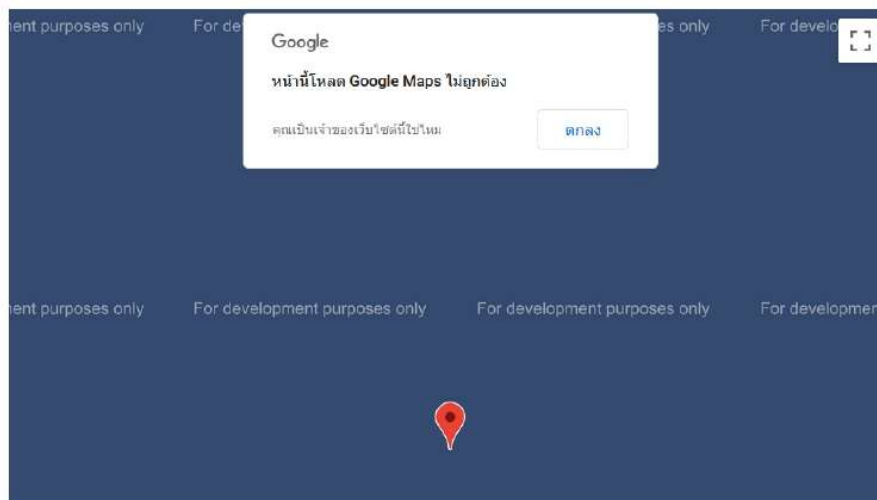 ent purposes only For de es only For develo
Google
หน้านี้โหลด Google Maps ไม่ถูกต้อง
คุณเป็นเจ้าของเว็บไซต์นี้ใช่ไหม ตกลง
ent purposes only For development purposes only For development purposes only For developmen